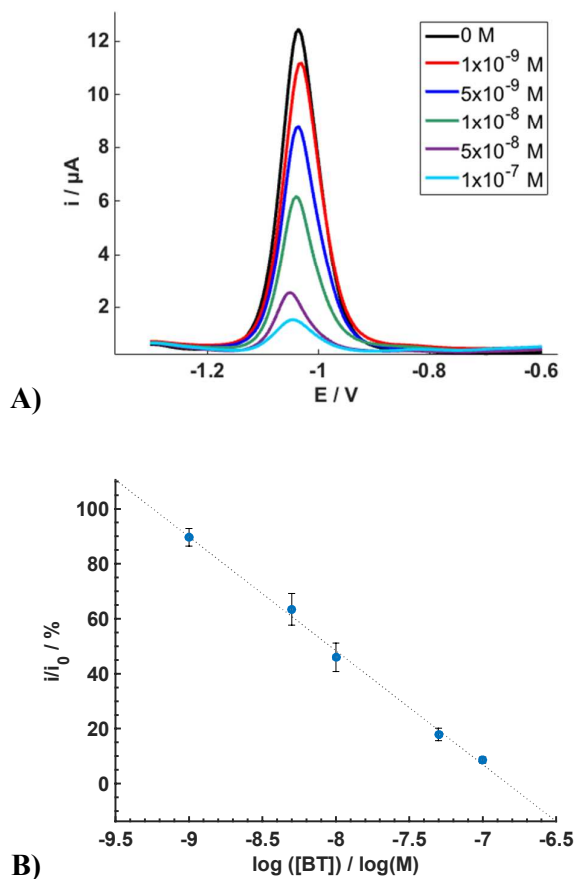 12
10
8
6
4
2
i / µA
0 M
1x10⁻⁹ M
5x10⁻⁹ M
1x10⁻⁸ M
5x10⁻⁸ M
1x10⁻⁷ M
-1.2
-1
-0.8
-0.6
E / V
A)
100
80
60
40
20
0
i/i₀ / %
-9.5
-9
-8.5
-8
-7.5
-7
-6.5
log ([BT]) / log(M)
B)